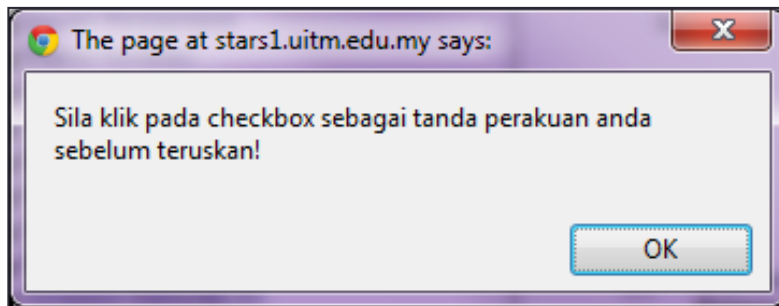 The page at stars1.uitm.edu.my says:
Sila klik pada checkbox sebagai tanda perakuan anda
sebelum teruskan!
OK